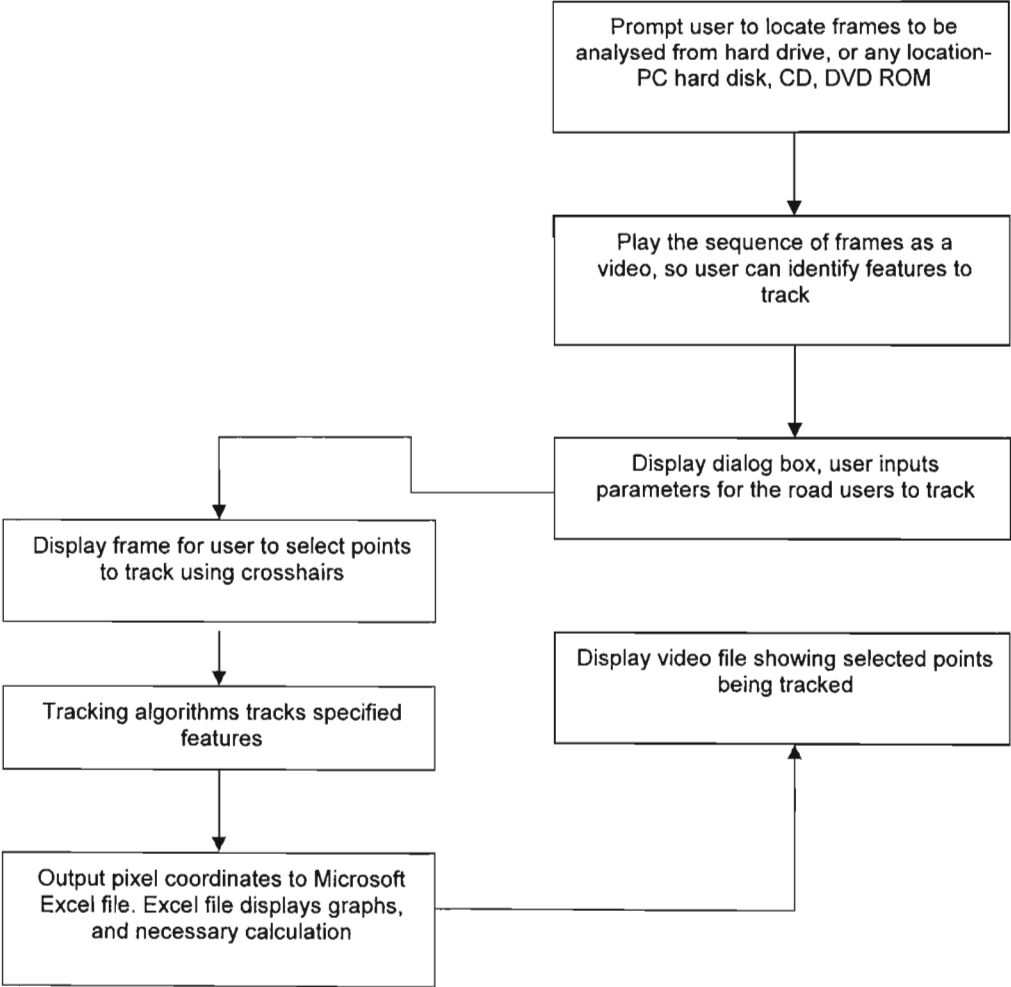 Prompt user to locate frames to be
analysed from hard drive, or any location-
PC hard disk, CD, DVD ROM
Play the sequence of frames as a
video, so user can identify features to
track
Display dialog box, user inputs
parameters for the road users to track
Display frame for user to select points
to track using crosshairs
Tracking algorithms tracks specified
features
Output pixel coordinates to Microsoft
Excel file. Excel file displays graphs,
and necessary calculation
Display video file showing selected points
being tracked